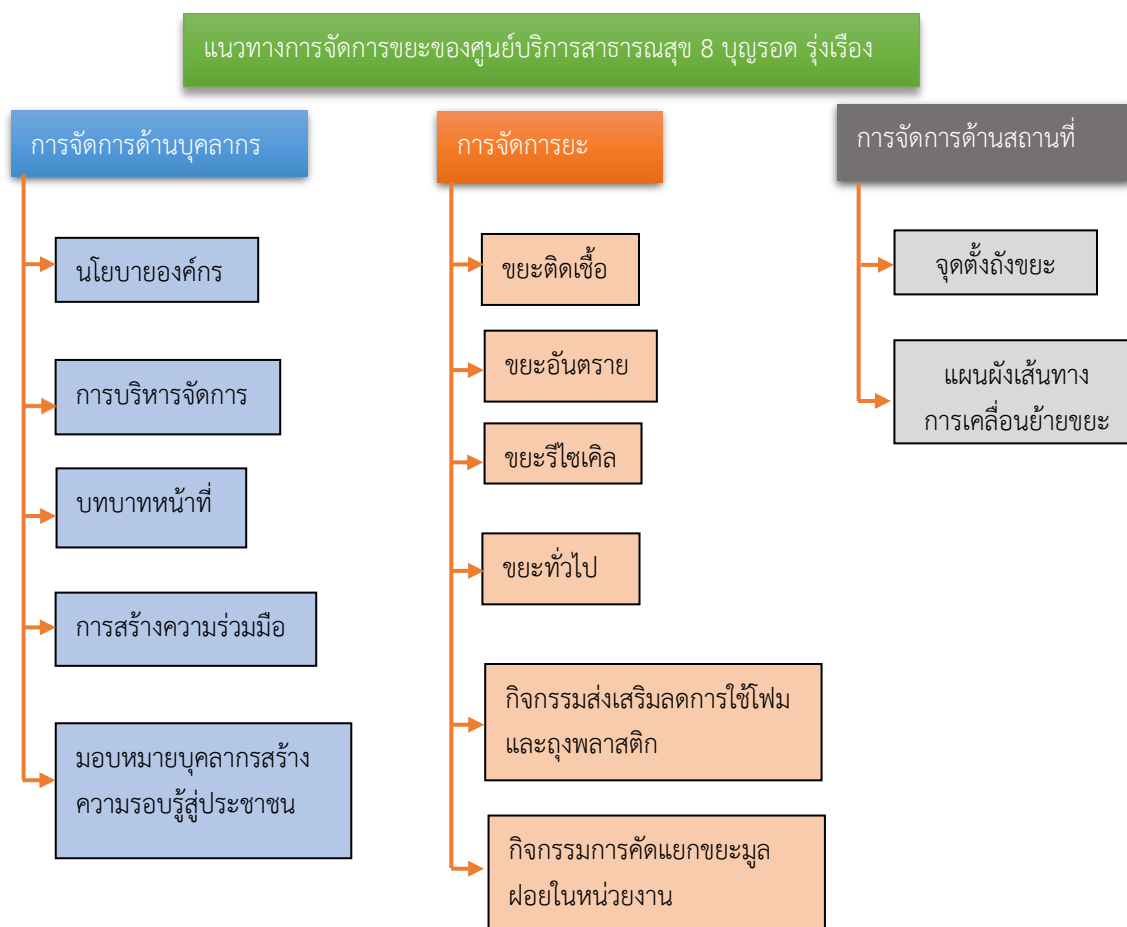 แนวทางการจัดการขยะของศูนย์บริการสาธารณสุข 8 บุญรอด รุ่งเรือง
การจัดการด้านบุคลากร
นโยบายองค์กร
การบริหารจัดการ
บทบาทหน้าที่
การสร้างความร่วมมือ
มอบหมายบุคลากรสร้าง
ความรอบรู้สู่ประชาชน
การจัดการยะ
ขยะติดเชื้อ
ขยะอันตราย
ขยะรีไซเคิล
ขยะทั่วไป
กิจกรรมส่งเสริมลดการใช้โฟม
และถุงพลาสติก
กิจกรรมการคัดแยกขยะมูล
ฝอยในหน่วยงาน
การจัดการด้านสถานที่
จุดตั้งถังขยะ
แผนผังเส้นทาง
การเคลื่อนย้ายขยะ